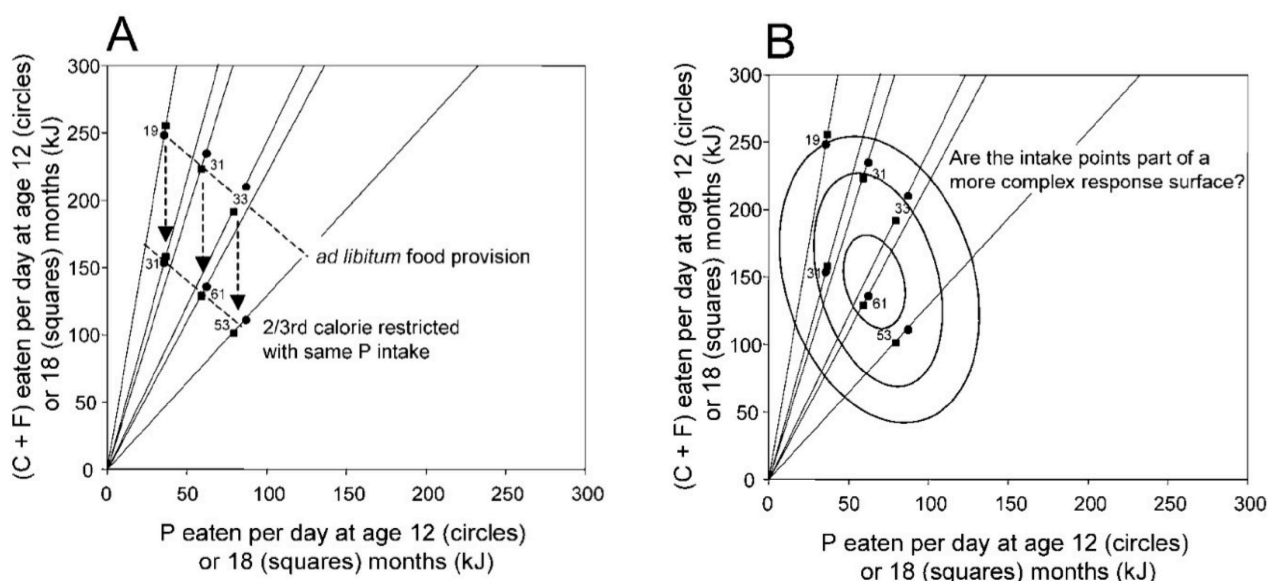 A
(C + F) eaten per day at age 12 (circles)
or 18 (squares) months (kJ)
300
250
200
150
100
50
0
19
31
33
31
61
53
ad libitum food provision
2/3rd calorie restricted
with same P intake
0 50 100 150 200 250 300
P eaten per day at age 12 (circles)
or 18 (squares) months (kJ)
B
(C + F) eaten per day at age 12 (circles)
or 18 (squares) months (kJ)
300
250
200
150
100
50
0
19
31
33
31
61
53
Are the intake points part of a
more complex response surface?
0 50 100 150 200 250 300
P eaten per day at age 12 (circles)
or 18 (squares) months (kJ)